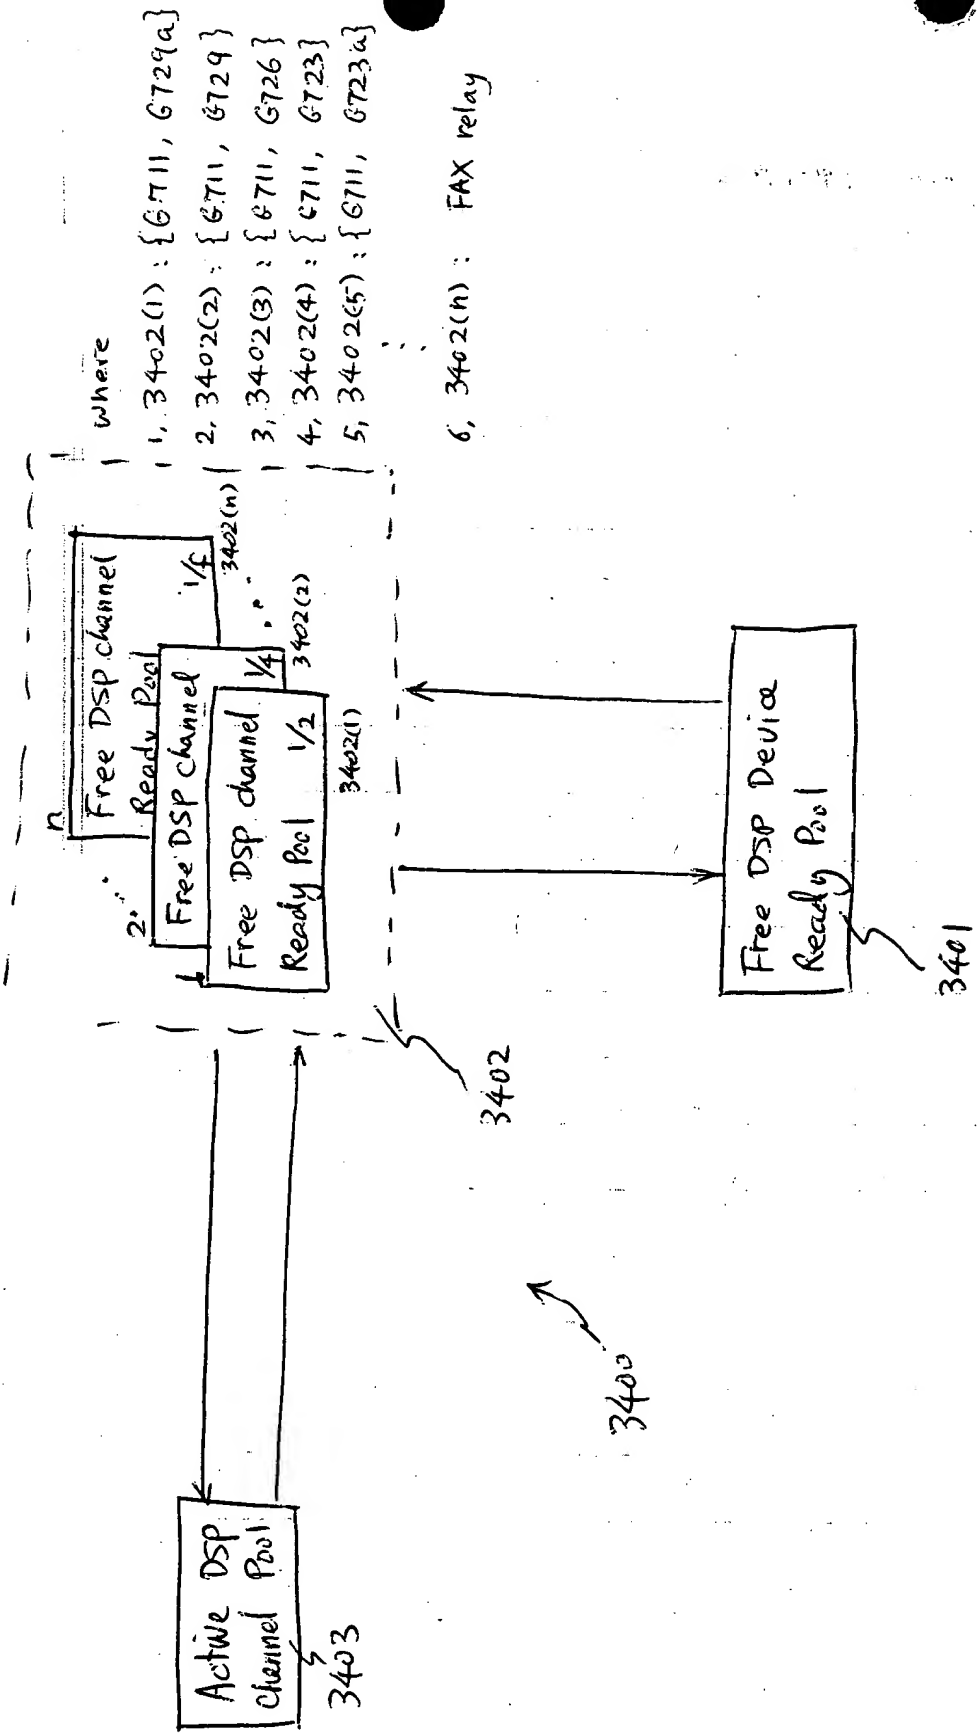 Active DSP
Channel Pool
3403
n
Free DSP channel
Ready Pool
1/f
3402(n)
2
Free DSP channel
1/4
3402(2)
1
Free DSP channel
Ready Pool 1/2
3402(1)
3402
where
1, 3402(1) : {G711, G729a}
2, 3402(2) : {G711, G729}
3, 3402(3) : {G711, G726}
4, 3402(4) : {G711, G723}
5, 3402(5) : {G711, G723a}
6, 3402(n) : FAX relay
Free DSP Device
Ready Pool
3401
3400